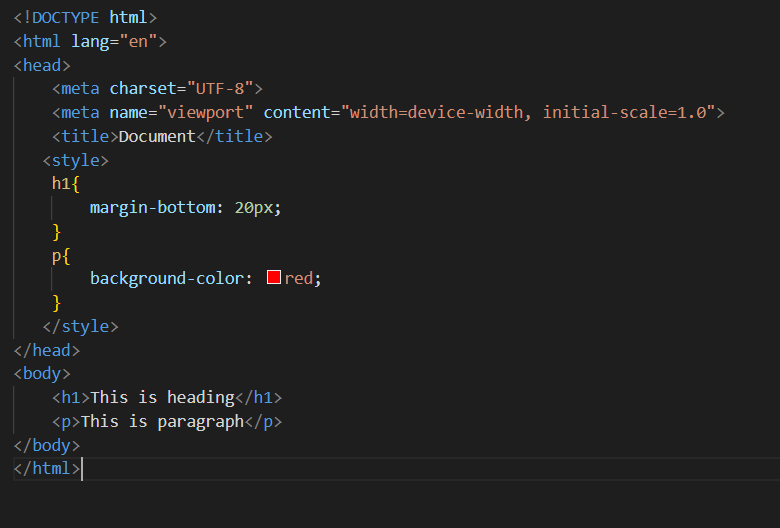 <!DOCTYPE html>
<html lang="en">
<head>
    <meta charset="UTF-8">
    <meta name="viewport" content="width=device-width, initial-scale=1.0">
    <title>Document</title>
   <style>
    h1{
        margin-bottom: 20px;
    }
    p{
        background-color: red;
    }
   </style>
</head>
<body>
    <h1>This is heading</h1>
    <p>This is paragraph</p>
</body>
</html>